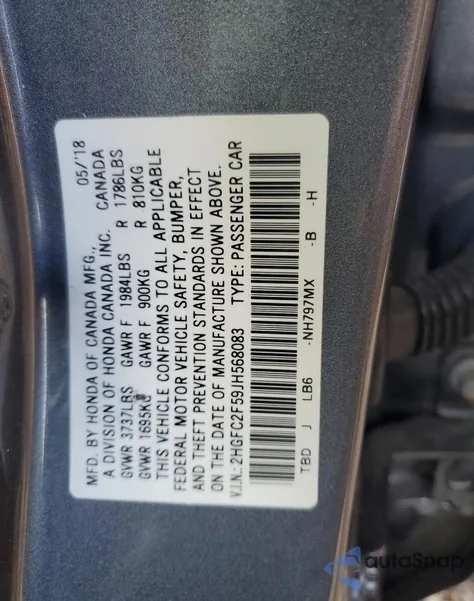 MFD. BY HONDA OF CANADA MFG., 05/'18
A DIVISION OF HONDA CANADA INC. CANADA
GVWR 3737LBS GAWR F 1984LBS R 1786LBS
GVWR 1695KG GAWR F 900KG R 810KG
THIS VEHICLE CONFORMS TO ALL APPLICABLE
FEDERAL MOTOR VEHICLE SAFETY, BUMPER,
AND THEFT PREVENTION STANDARDS IN EFFECT
ON THE DATE OF MANUFACTURE SHOWN ABOVE.
V.I.N.:2HGFC2F59JH568083 TYPE: PASSENGER CAR
TBD J LB6 -NH797MX -B -H
autoSnap